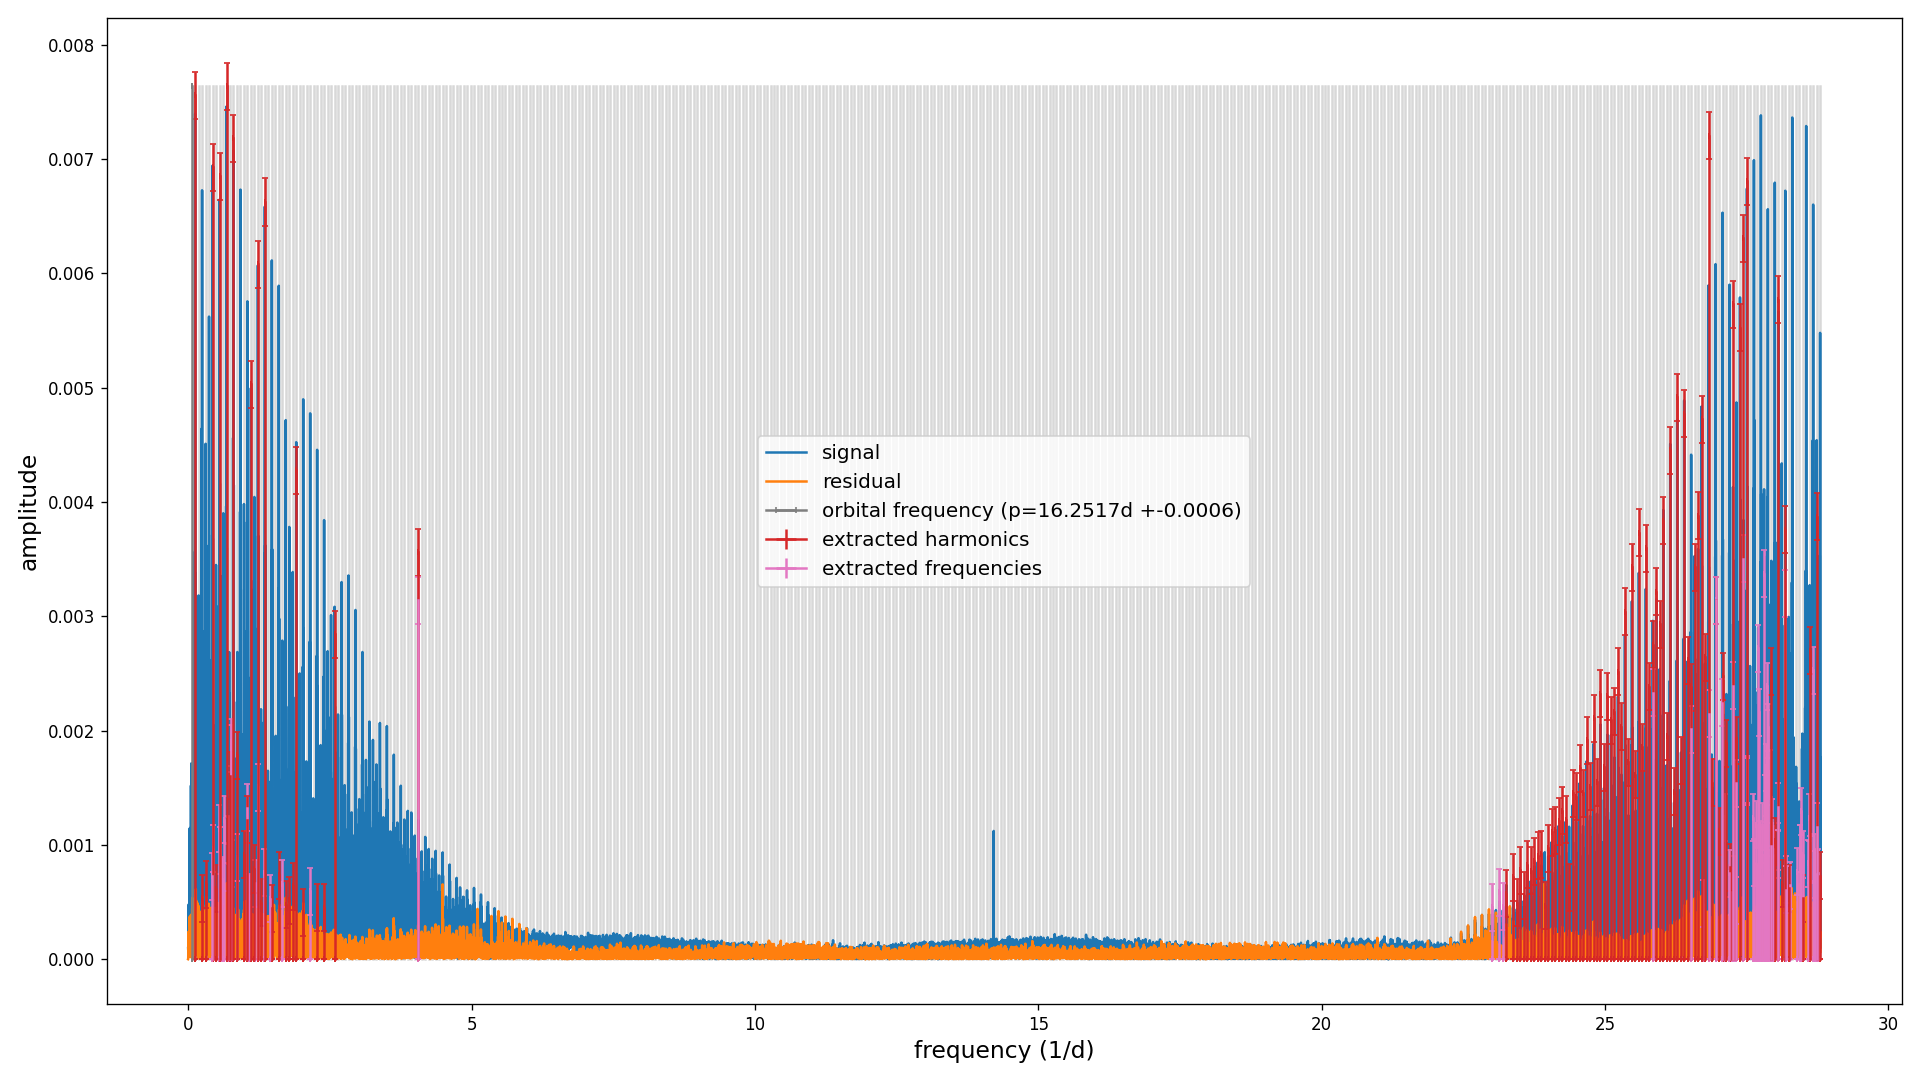 0.008
0.007
0.006
0.005
0.004
0.003
0.002
0.001
0.000
amplitude
signal
residual
orbital frequency (p=16.2517d +-0.0006)
extracted harmonics
extracted frequencies
0 5 10 15 20 25 30
frequency (1/d)